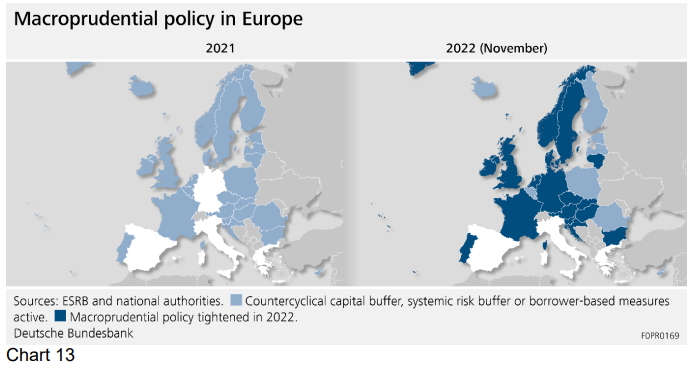 Macroprudential policy in Europe
2021
2022 (November)
Sources: ESRB and national authorities. Countercyclical capital buffer, systemic risk buffer or borrower-based measures
active. Macroprudential policy tightened in 2022.
Deutsche Bundesbank
F0PR0169
Chart 13